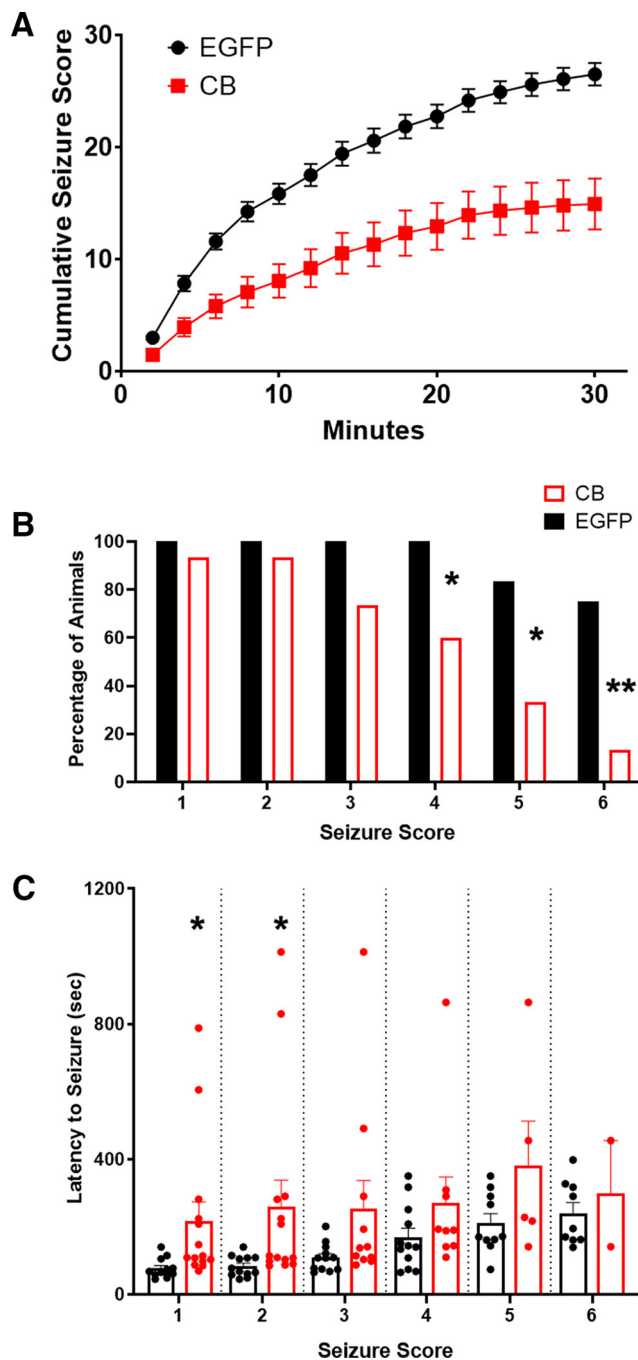 A
30
20
10
0
Cumulative Seizure Score
EGFP
CB
0
10
20
30
Minutes
B
CB
EGFP
100
80
60
40
20
0
Percentage of Animals
*
*
**
1
2
3
4
5
6
Seizure Score
C
1200
800
400
0
Latency to Seizure (sec)
*
*
1
2
3
4
5
6
Seizure Score